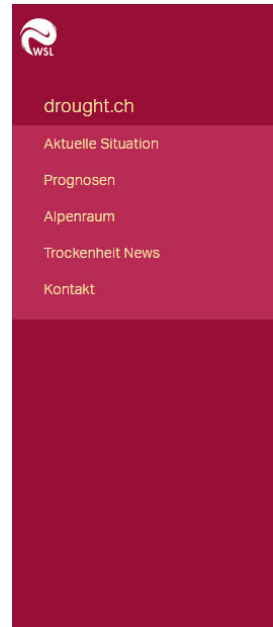 WSL
drought.ch
Aktuelle Situation
Prognosen
Alpenraum
Trockenheit News
Kontakt